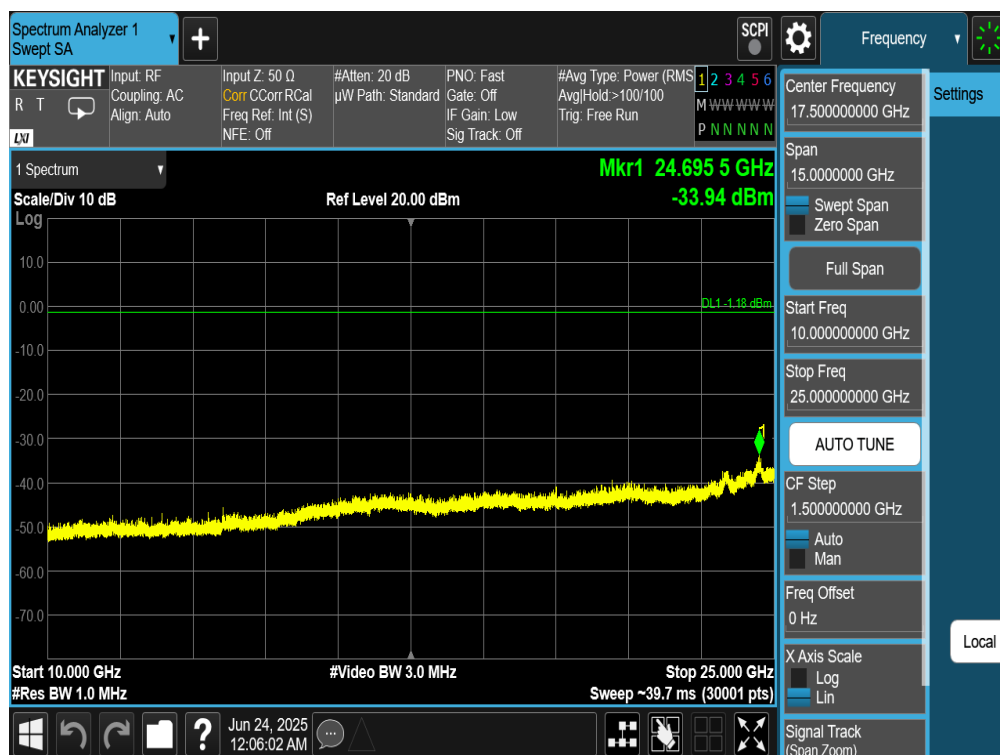 Spectrum Analyzer 1
Swept SA
+
SCPI
Frequency
KEYSIGHT
R T
LXI
Input: RF
Coupling: AC
Align: Auto
Input Z: 50 Ω
Corr CCorr RCal
Freq Ref: Int (S)
NFE: Off
#Atten: 20 dB
µW Path: Standard
PNO: Fast
Gate: Off
IF Gain: Low
Sig Track: Off
#Avg Type: Power (RMS
Avg|Hold:>100/100
Trig: Free Run
1 2 3 4 5 6
M W W W W W
P N N N N N
Center Frequency
17.500000000 GHz
Settings
1 Spectrum
Mkr1 24.695 5 GHz
-33.94 dBm
Scale/Div 10 dB
Ref Level 20.00 dBm
Log
10.0
0.00
-10.0
-20.0
-30.0
-40.0
-50.0
-60.0
-70.0
DL1 -1.18 dBm
1
Span
15.0000000 GHz
Swept Span
Zero Span
Full Span
Start Freq
10.000000000 GHz
Stop Freq
25.000000000 GHz
AUTO TUNE
CF Step
1.500000000 GHz
Auto
Man
Freq Offset
0 Hz
Local
X Axis Scale
Log
Lin
Signal Track
(Span Zoom)
Start 10.000 GHz
#Video BW 3.0 MHz
Stop 25.000 GHz
#Res BW 1.0 MHz
Sweep ~39.7 ms (30001 pts)
?
Jun 24, 2025
12:06:02 AM